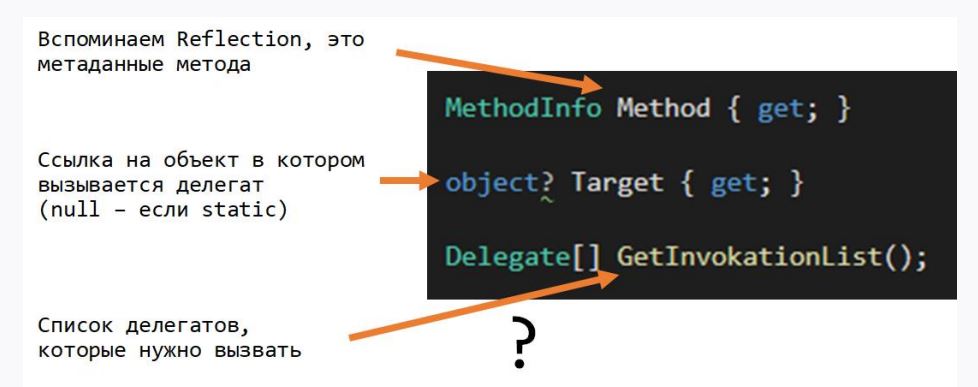 Вспоминаем Reflection, это
метаданные метода
MethodInfo Method { get; }
Ссылка на объект в котором
вызывается делегат
(null – если static)
object? Target { get; }
Delegate[] GetInvokationList();
Список делегатов,
которые нужно вызвать
?